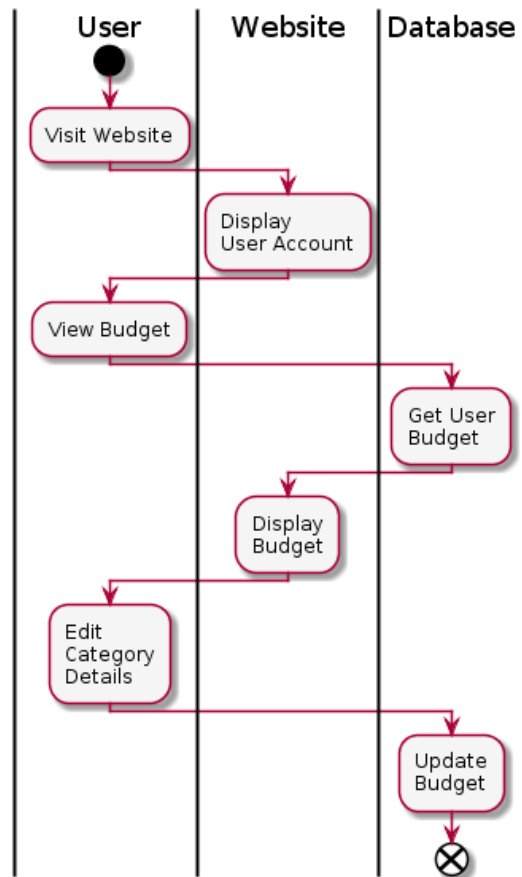 User
Website
Database
Visit Website
Display
User Account
View Budget
Get User
Budget
Display
Budget
Edit
Category
Details
Update
Budget